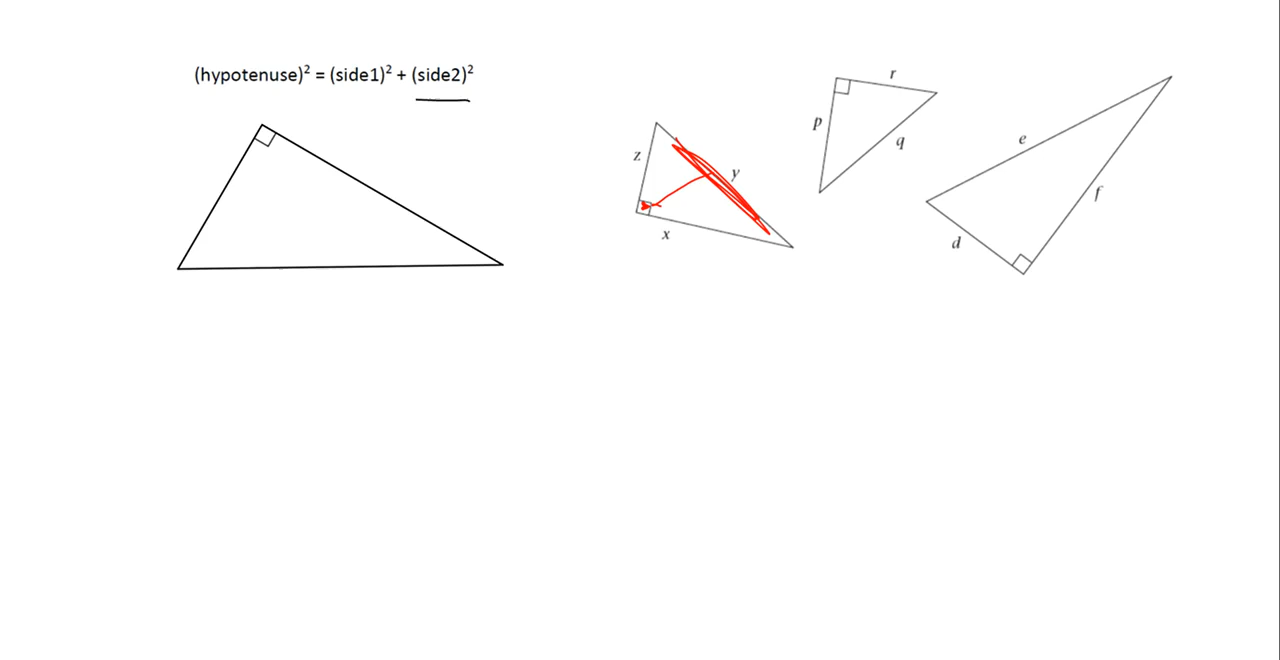 (hypotenuse)² = (side1)² + (side2)²
z
y
x
p
r
q
e
f
d